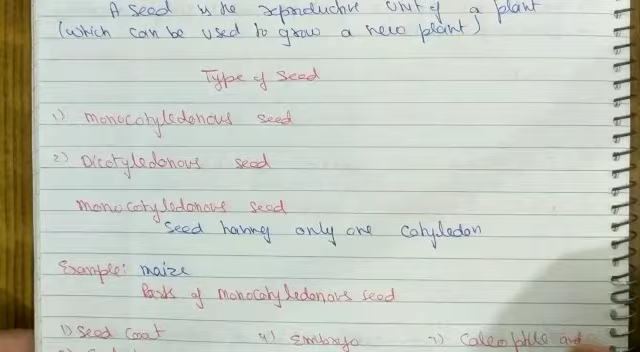 A seed is the reproductive unit of a plant
(which can be used to grow a new plant)
Type of seed
1) monocotyledonous seed
2) Dicotyledonous seed
monocotyledonous seed
seed having only one cotyledon
Example: maize
Parts of monocotyledonous seed
1) Seed coat 4) Embryo 7) Coleoptile and